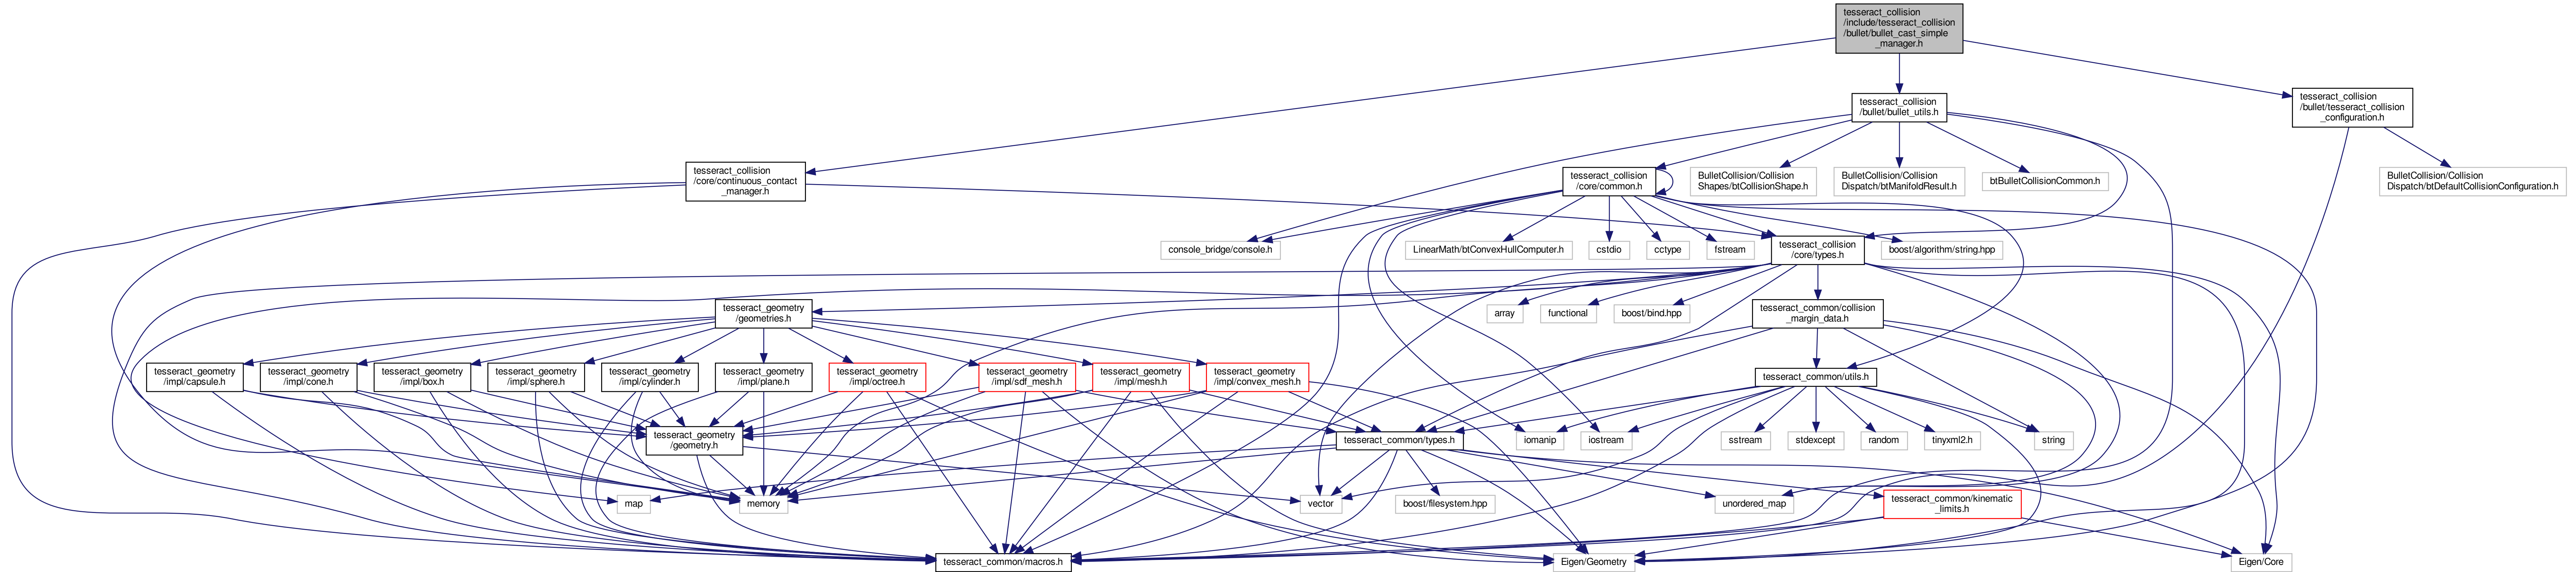 tesseract_collision
/include/tesseract_collision
/bullet/bullet_cast_simple
_manager.h
tesseract_collision
/bullet/bullet_utils.h
tesseract_collision
/bullet/tesseract_collision
_configuration.h
tesseract_collision
/core/continuous_contact
_manager.h
tesseract_collision
/core/common.h
BulletCollision/Collision
Shapes/btCollisionShape.h
BulletCollision/Collision
Dispatch/btManifoldResult.h
btBulletCollisionCommon.h
BulletCollision/Collision
Dispatch/btDefaultCollisionConfiguration.h
console_bridge/console.h
LinearMath/btConvexHullComputer.h
cstdio
cctype
fstream
tesseract_collision
/core/types.h
boost/algorithm/string.hpp
tesseract_geometry
/geometries.h
array
functional
boost/bind.hpp
tesseract_common/collision
_margin_data.h
tesseract_geometry
/impl/capsule.h
tesseract_geometry
/impl/cone.h
tesseract_geometry
/impl/box.h
tesseract_geometry
/impl/sphere.h
tesseract_geometry
/impl/cylinder.h
tesseract_geometry
/impl/plane.h
tesseract_geometry
/impl/octree.h
tesseract_geometry
/impl/sdf_mesh.h
tesseract_geometry
/impl/mesh.h
tesseract_geometry
/impl/convex_mesh.h
tesseract_common/utils.h
tesseract_geometry
/geometry.h
tesseract_common/types.h
iomanip
iostream
sstream
stdexcept
random
tinyxml2.h
string
map
memory
vector
boost/filesystem.hpp
unordered_map
tesseract_common/kinematic
_limits.h
tesseract_common/macros.h
Eigen/Geometry
Eigen/Core